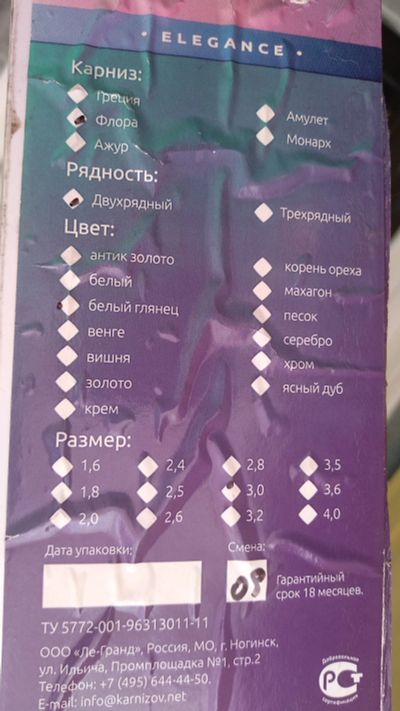 • ELEGANCE •
Карниз:
Греция
Флора
Ажур
Амулет
Монарх
Рядность:
Двухрядный
Трехрядный
Цвет:
антик золото
белый
белый глянец
венге
вишня
золото
крем
корень ореха
махагон
песок
серебро
хром
ясный дуб
Размер:
1,6 2,4 2,8 3,5
1,8 2,5 3,0 3,6
2,0 2,6 3,2 4,0
Дата упаковки:
Смена:
09
Гарантийный
срок 18 месяцев.
ТУ 5772-001-96313011-11
ООО «Ле-Гранд», Россия, МО, г. Ногинск,
ул. Ильича, Промплощадка №1, стр.2
Телефон: +7 (495) 644-44-50.
E-mail: info@karnizov.net
Добровольная
РСТ
Сертификация